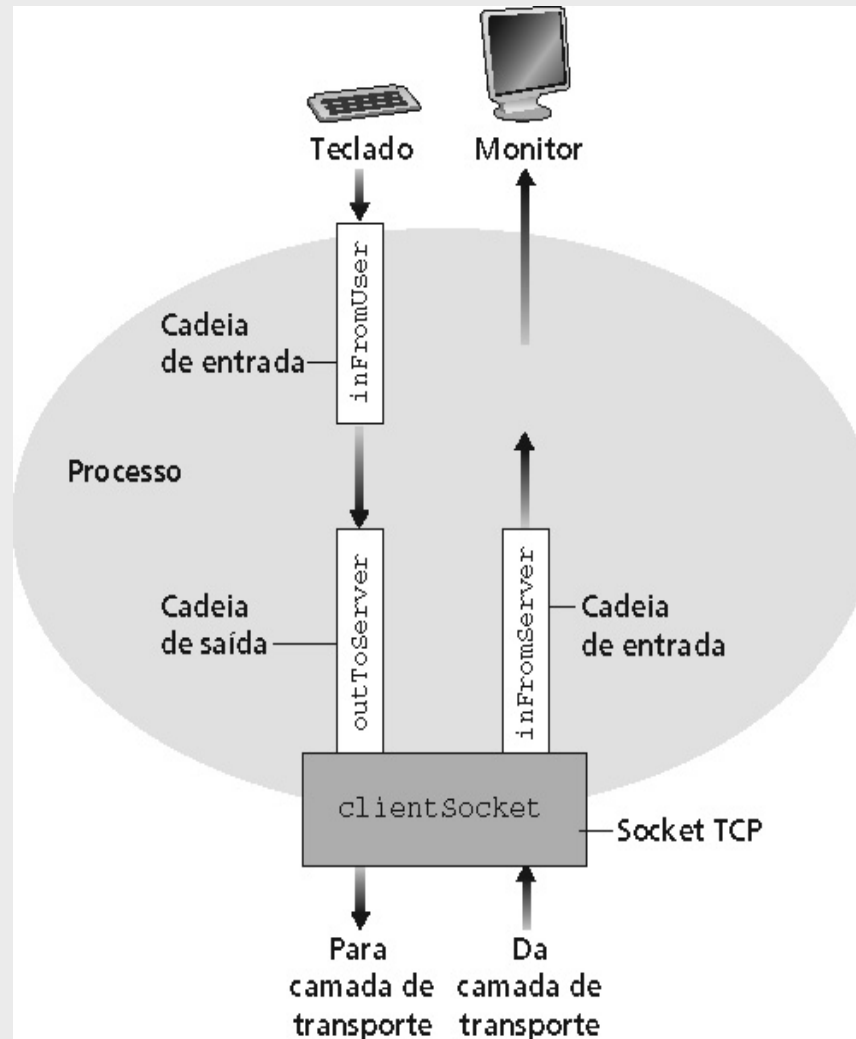 Teclado
Monitor
inFromUser
Cadeia
de entrada
Processo
Cadeia
de saída
outToServer
inFromServer
Cadeia
de entrada
clientSocket
Socket TCP
Para
camada de
transporte
Da
camada de
transporte